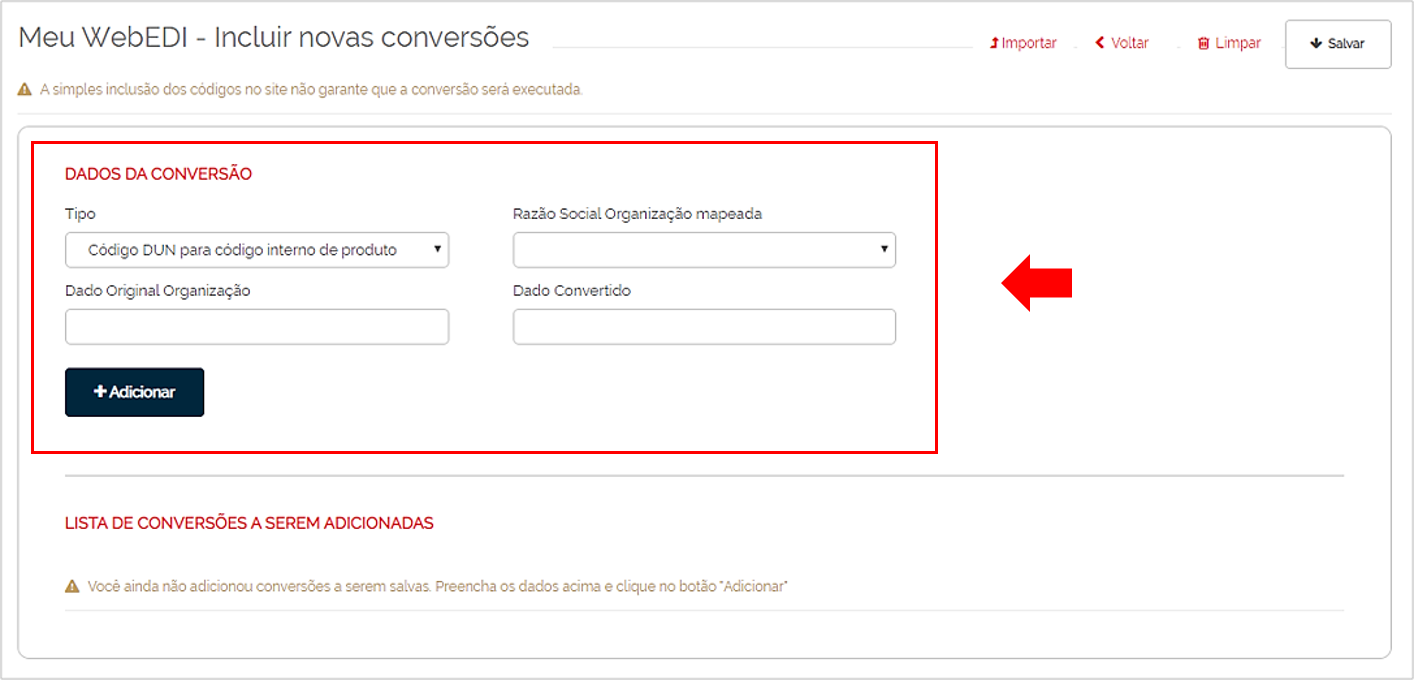 Meu WebEDI - Incluir novas conversões
Importar
Voltar
Limpar
Salvar
A simples inclusão dos códigos no site não garante que a conversão será executada.
DADOS DA CONVERSÃO
Tipo
Razão Social Organização mapeada
Código DUN para código interno de produto
Dado Original Organização
Dado Convertido
Adicionar
LISTA DE CONVERSÕES A SEREM ADICIONADAS
Você ainda não adicionou conversões a serem salvas. Preencha os dados acima e clique no botão "Adicionar"